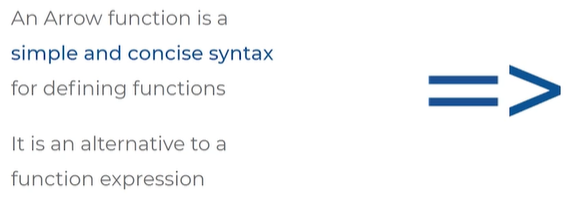 An Arrow function is a
simple and concise syntax
for defining functions
=>
It is an alternative to a
function expression